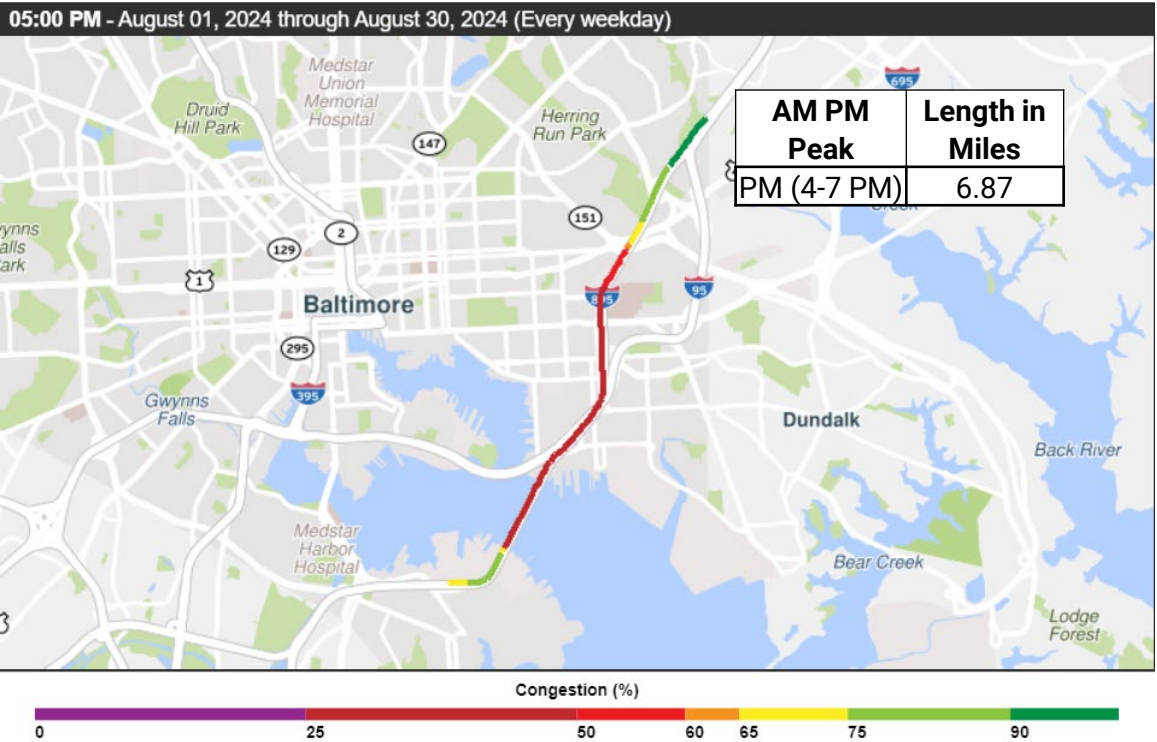 05:00 PM - August 01, 2024 through August 30, 2024 (Every weekday)
Medstar
Union
Memorial
Hospital
695
AM PM
Peak
Length in
Miles
PM (4-7 PM)
6.87
Druid
Hill Park
Herring
Run Park
147
151
2
129
1
Baltimore
895
95
295
395
Gwynns
Falls
Dundalk
Back River
Medstar
Harbor
Hospital
Bear Creek
Lodge
Forest
Congestion (%)
0
25
50
60
65
75
90